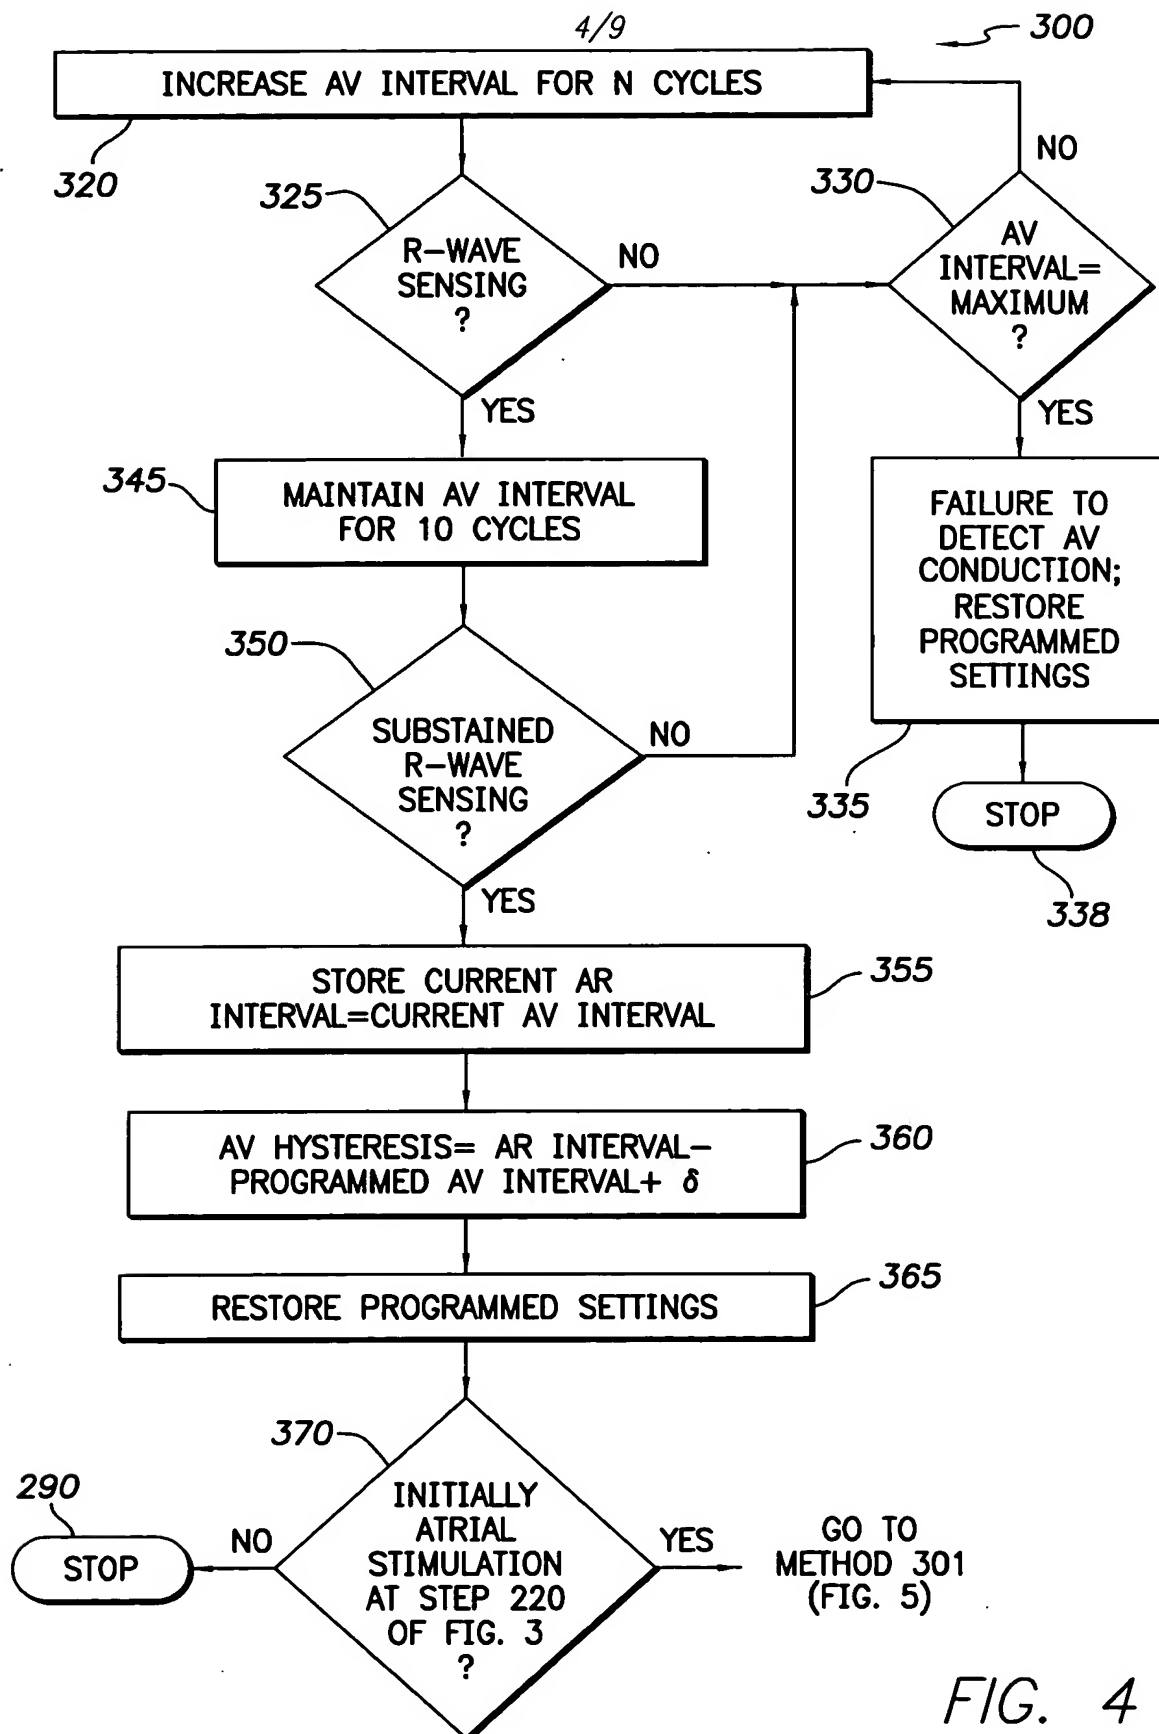 4/9
300
INCREASE AV INTERVAL FOR N CYCLES
320
NO
325
330
R-WAVE
SENSING
?
NO
AV
INTERVAL=
MAXIMUM
?
YES
YES
345
MAINTAIN AV INTERVAL
FOR 10 CYCLES
FAILURE TO
DETECT AV
CONDUCTION;
RESTORE
PROGRAMMED
SETTINGS
350
SUBSTAINED
R-WAVE
SENSING
?
NO
335
STOP
338
YES
STORE CURRENT AR
INTERVAL=CURRENT AV INTERVAL
355
AV HYSTERESIS= AR INTERVAL-
PROGRAMMED AV INTERVAL+ δ
360
RESTORE PROGRAMMED SETTINGS
365
370
INITIALLY
ATRIAL
STIMULATION
AT STEP 220
OF FIG. 3
?
290
STOP
NO
YES
GO TO
METHOD 301
(FIG. 5)
FIG. 4